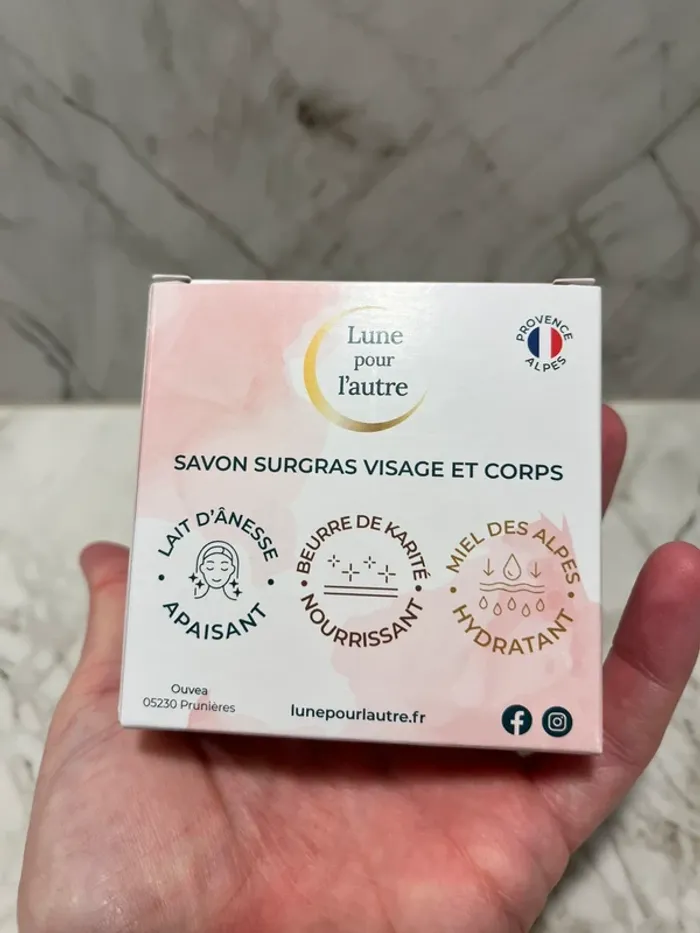 Lune
pour
l'autre
PROVENCE
ALPES
SAVON SURGRAS VISAGE ET CORPS
LAIT D'ÂNESSE
• APAISANT •
BEURRE DE KARITÉ
• NOURRISSANT •
MIEL DES ALPES
• HYDRATANT •
Ouvea
05230 Prunières
lunepourlautre.fr